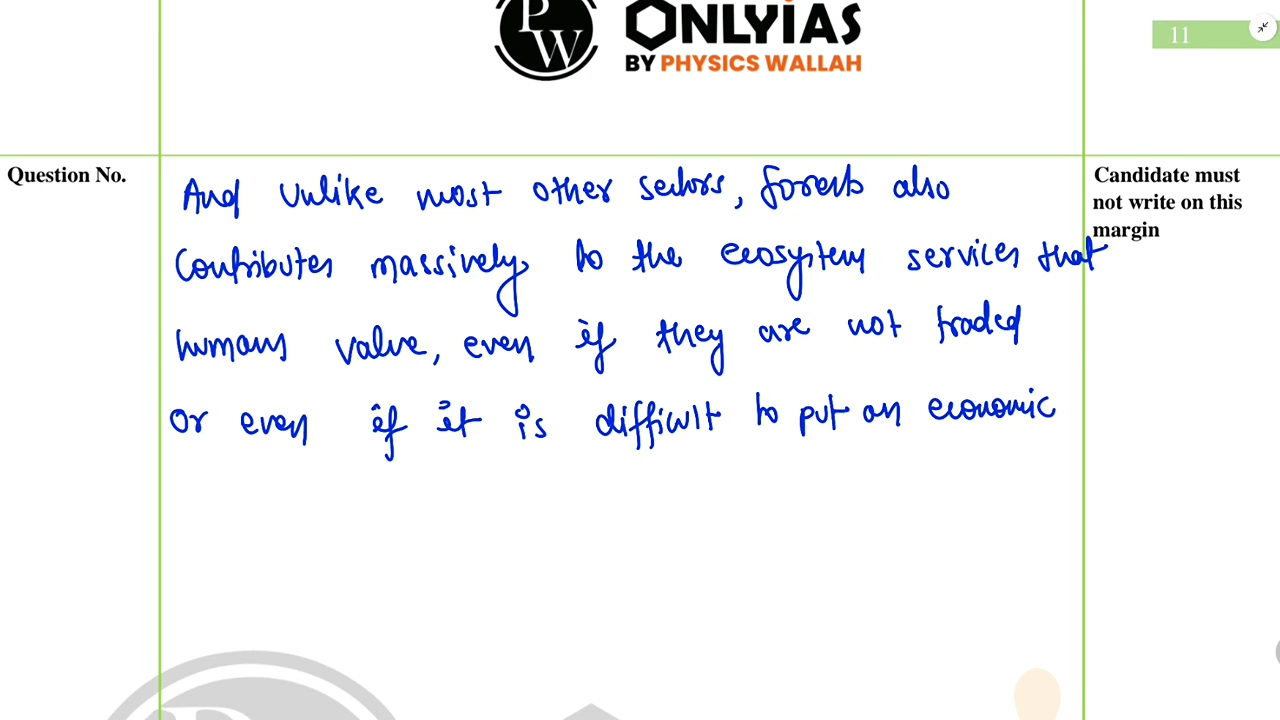 PW ONLYiAS
BY PHYSICS WALLAH
11
Question No.
Candidate must
not write on this
margin
And unlike most other sectors, forests also
contributes massively to the ecosystem services that
humans value, even if they are not traded
or even if it is difficult to put an economic